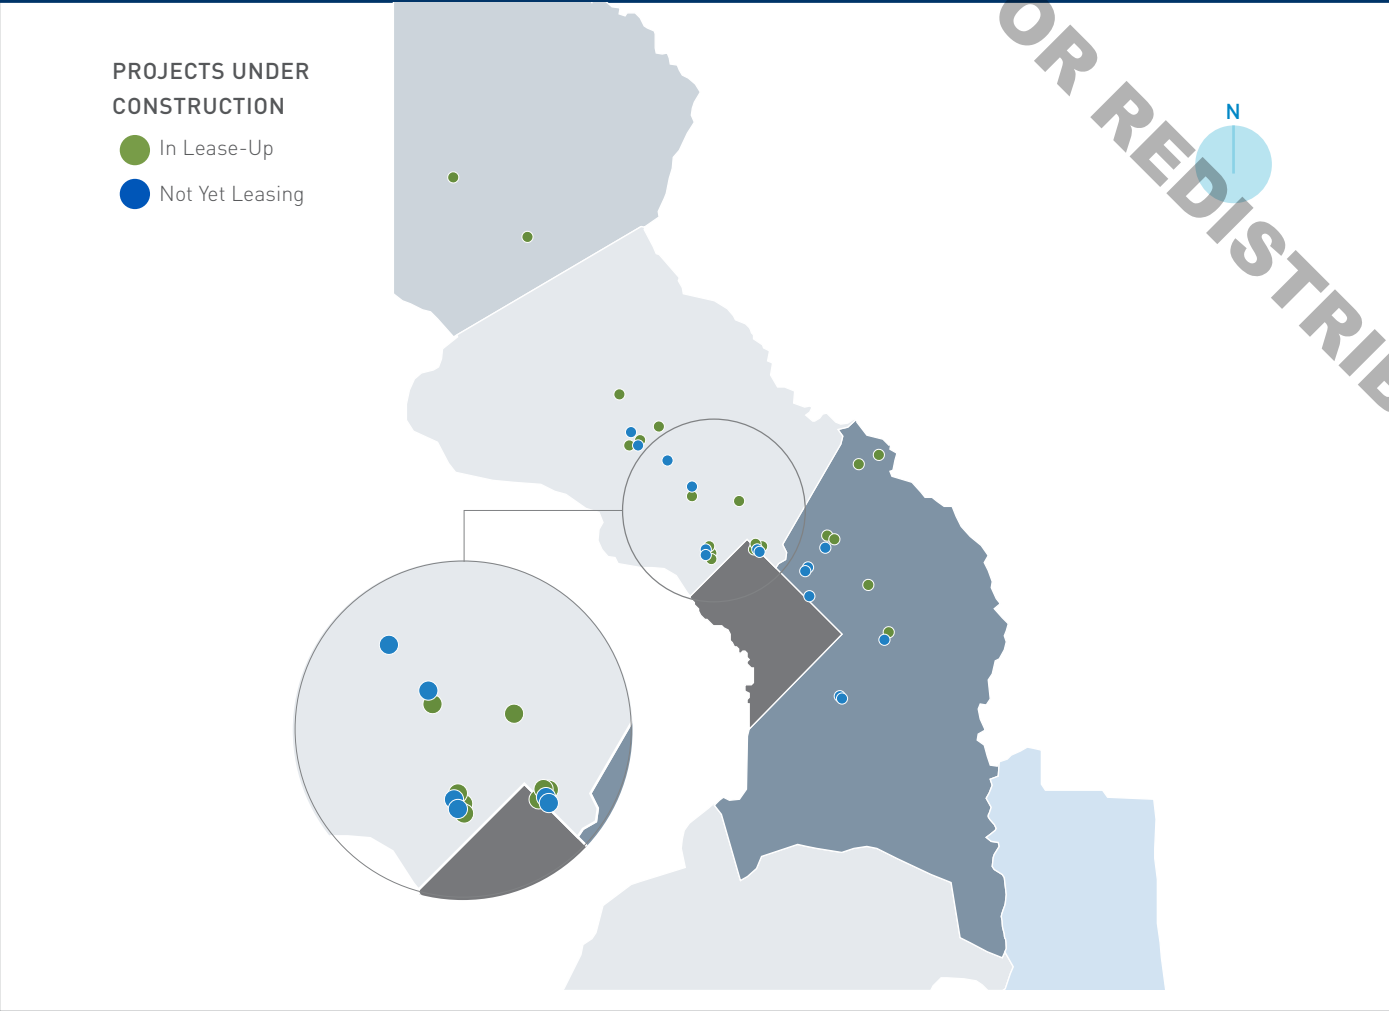 PROJECTS UNDER
CONSTRUCTION
In Lease-Up
Not Yet Leasing
N
OR REDISTRIB